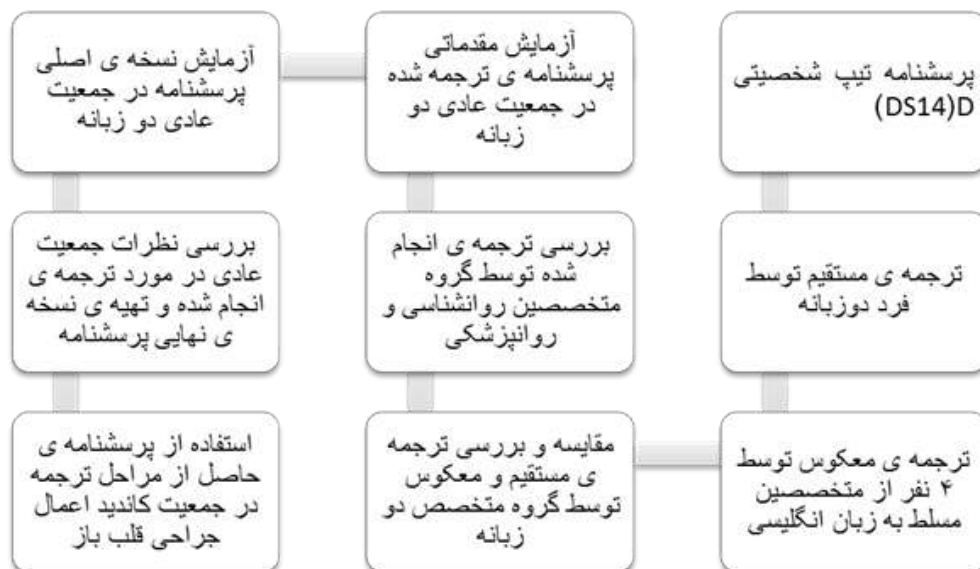 پرسشنامه تیپ شخصیتی
(DS14)D
ترجمه ی مستقیم توسط
فرد دوزبانه
ترجمه ی معکوس توسط
۴ نفر از متخصصین
مسلط به زبان انگلیسی
مقایسه و بررسی ترجمه
ی مستقیم و معکوس
توسط گروه متخصص دو
زبانه
بررسی ترجمه ی انجام
شده توسط گروه
متخصصین روانشناسی و
روانپزشکی
آزمایش مقدماتی
پرسشنامه ی ترجمه شده
در جمعیت عادی دو
زبانه
آزمایش نسخه ی اصلی
پرسشنامه در جمعیت
عادی دو زبانه
بررسی نظرات جمعیت
عادی در مورد ترجمه ی
انجام شده و تهیه ی نسخه
ی نهایی پرسشنامه
استفاده از پرسشنامه ی
حاصل از مراحل ترجمه
در جمعیت کاندید اعمال
جراحی قلب باز